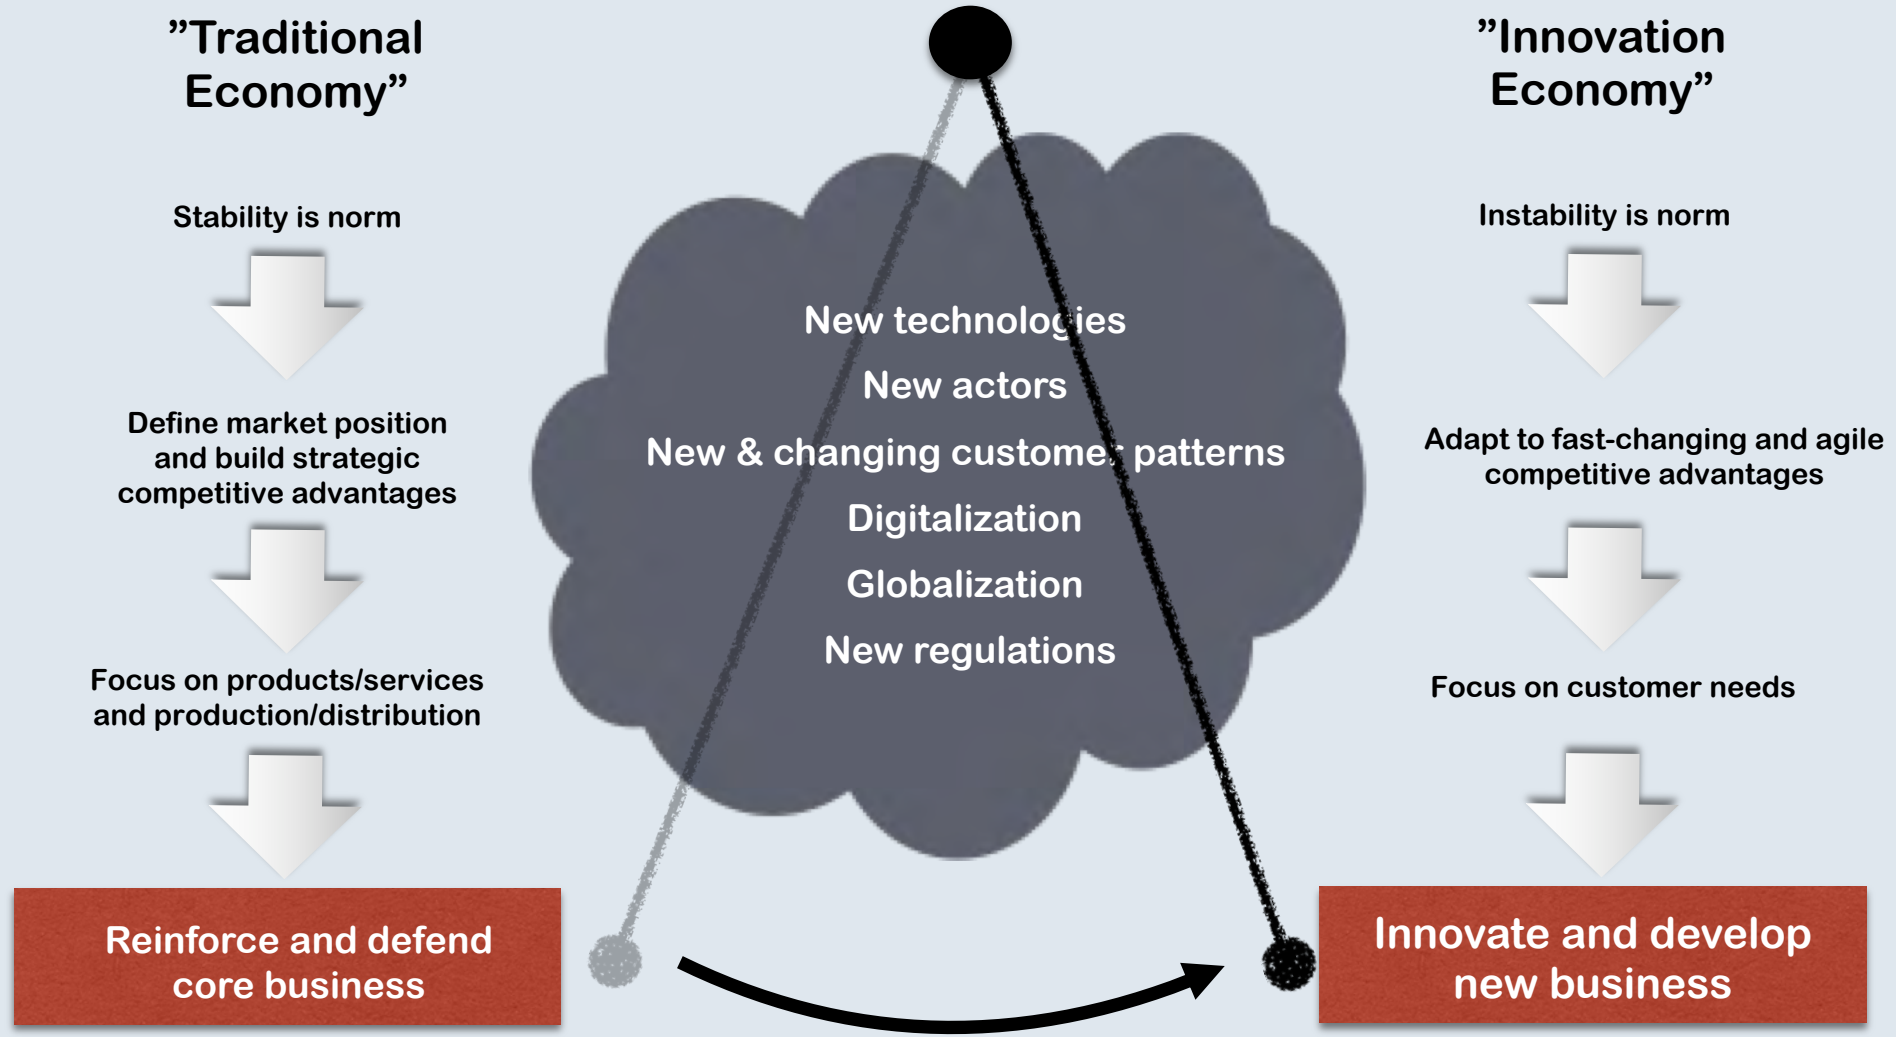 ”Traditional
Economy”
Stability is norm
Define market position
and build strategic
competitive advantages
Focus on products/services
and production/distribution
Reinforce and defend
core business
New technologies
New actors
New & changing customer patterns
Digitalization
Globalization
New regulations
”Innovation
Economy”
Instability is norm
Adapt to fast-changing and agile
competitive advantages
Focus on customer needs
Innovate and develop
new business